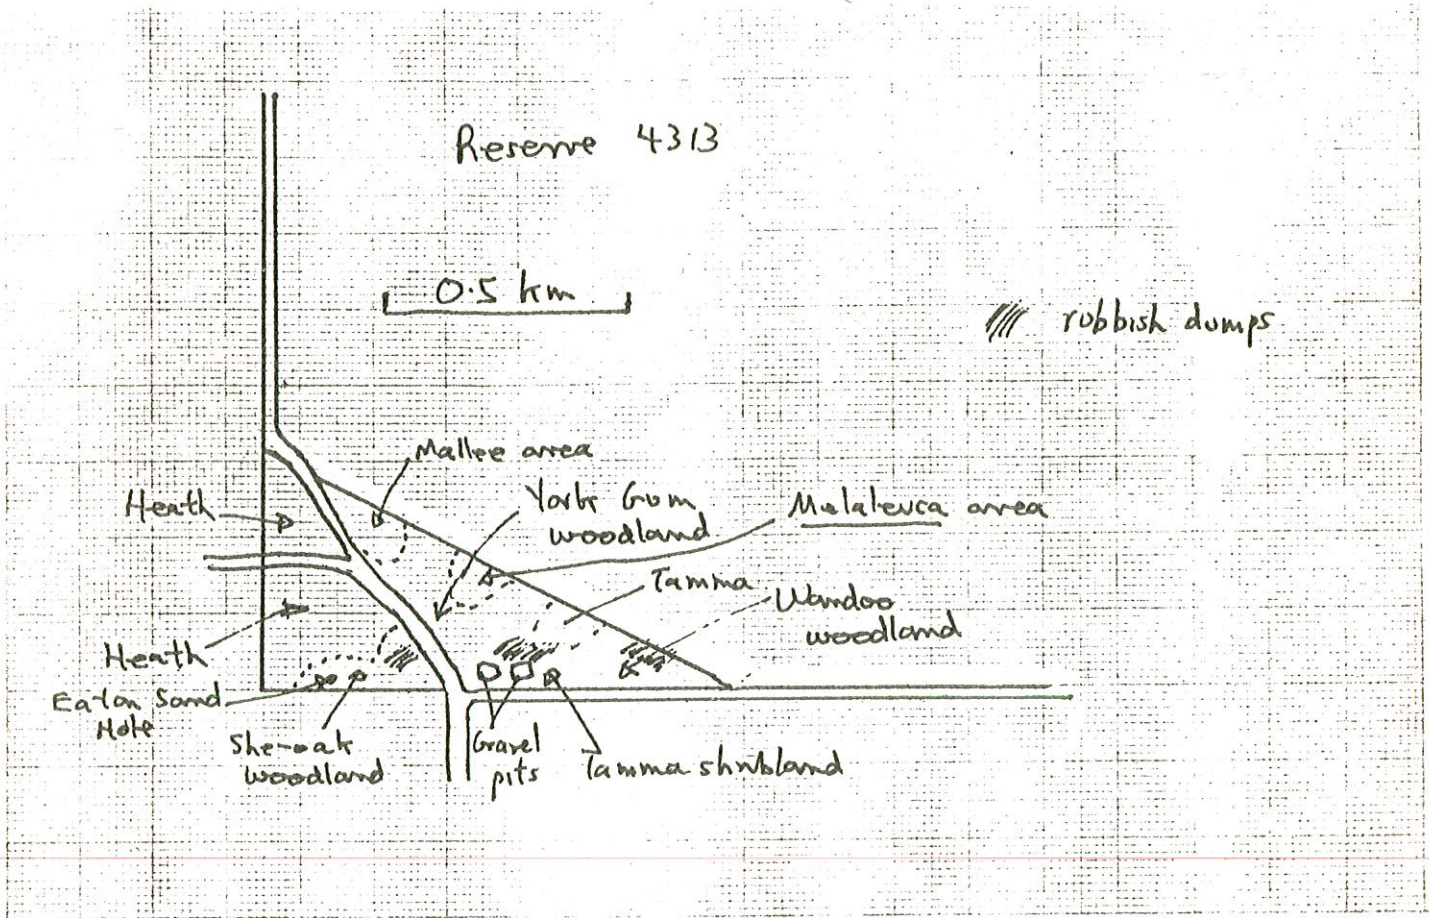 Reserve 4313
0.5 km
rubbish dumps
Mallee area
Heath
York Gum
woodland
Melaleuca area
Tamma
Wandoo
woodland
Heath
Eaton Sand
Hole
She-oak
woodland
Gravel
pits
Tamma shrubland